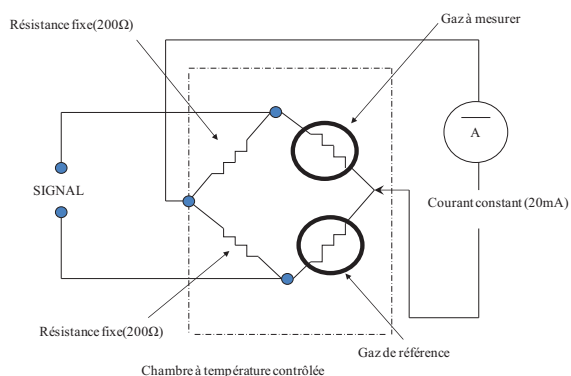 Gaz à mesurer
Résistance fixe(200Ω)
A
SIGNAL
Courant constant (20mA)
Résistance fixe(200Ω)
Gaz de référence
Chambre à température contrôlée